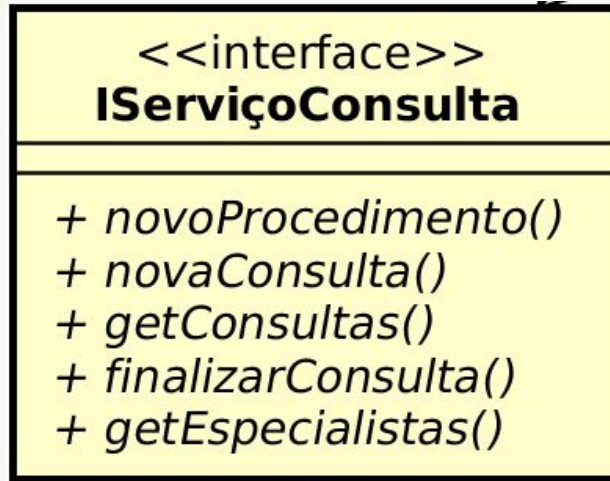 <<interface>>
IServiçoConsulta
+ novoProcedimento()
+ novaConsulta()
+ getConsultas()
+ finalizarConsulta()
+ getEspecialistas()